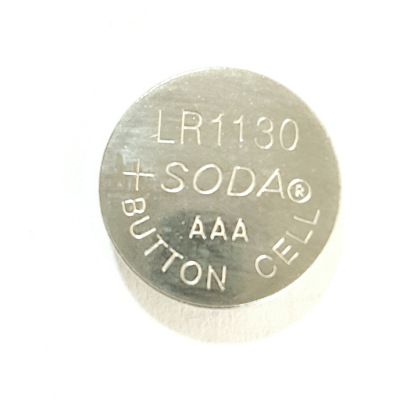 LR1130
+SODA®
AAA
BUTTON CELL